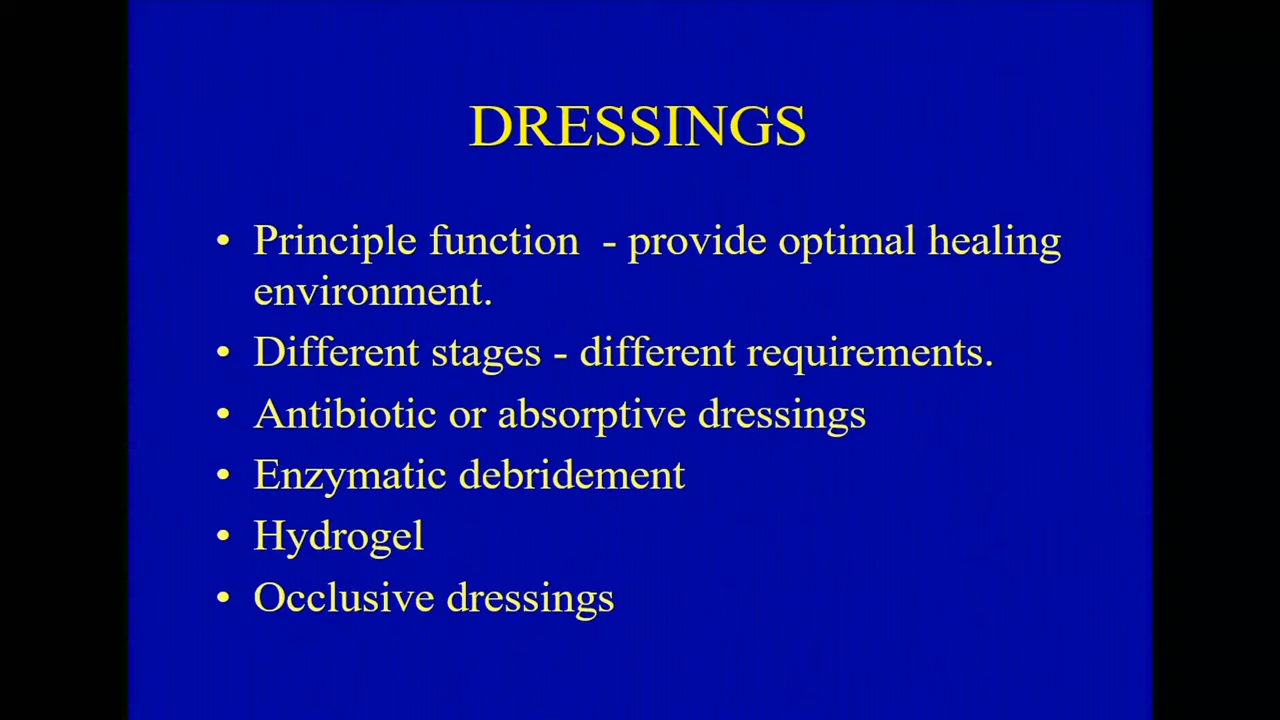 DRESSINGS
• Principle function - provide optimal healing
environment.
• Different stages - different requirements.
• Antibiotic or absorptive dressings
• Enzymatic debridement
• Hydrogel
• Occlusive dressings